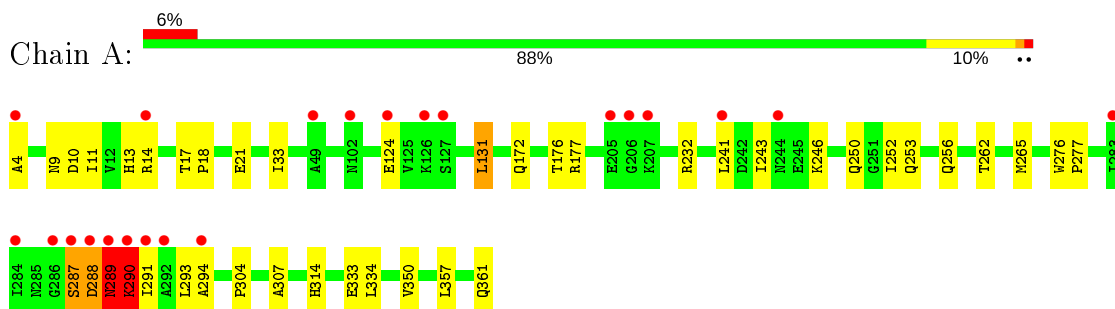 6%
Chain A:
88% 10% ••
A4 N9 D10 I11 V12 H13 R14 T17 P18 E21 I33 A49 N102 E124 V125 K126 S127 L131 Q172 T176 R177 E205 G206 K207 R232 L241 D242 I243 N244 E245 K246 Q250 G251 I252 Q253 Q256 T262 M265 W276 P277
I284 N285 G286 S287 D288 N289 K290 I291 A292 L293 A294 P304 A307 H314 E333 L334 V350 L357 Q361